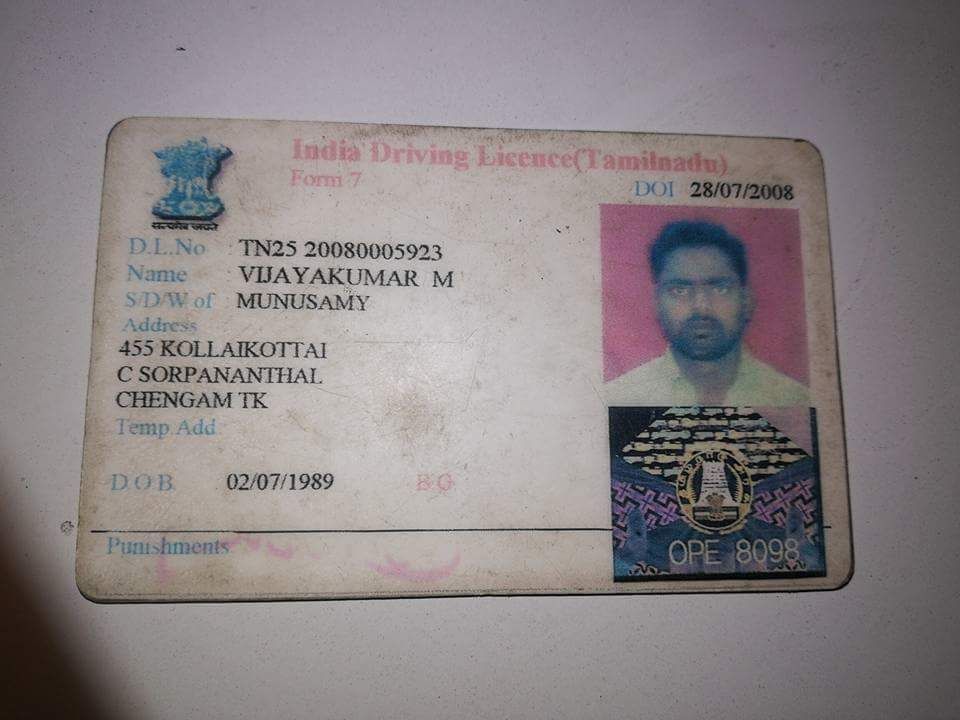 India Driving Licence(Tamilnadu)
Form 7
DOI 28/07/2008
सत्यमेव जयते
D.L.No TN25 20080005923
Name VIJAYAKUMAR M
S/D/W of MUNUSAMY
Address
455 KOLLAIKOTTAI
C SORPANANTHAL
CHENGAM TK
Temp.Add
D.O.B. 02/07/1989 B G
Punishments
OPE 8098